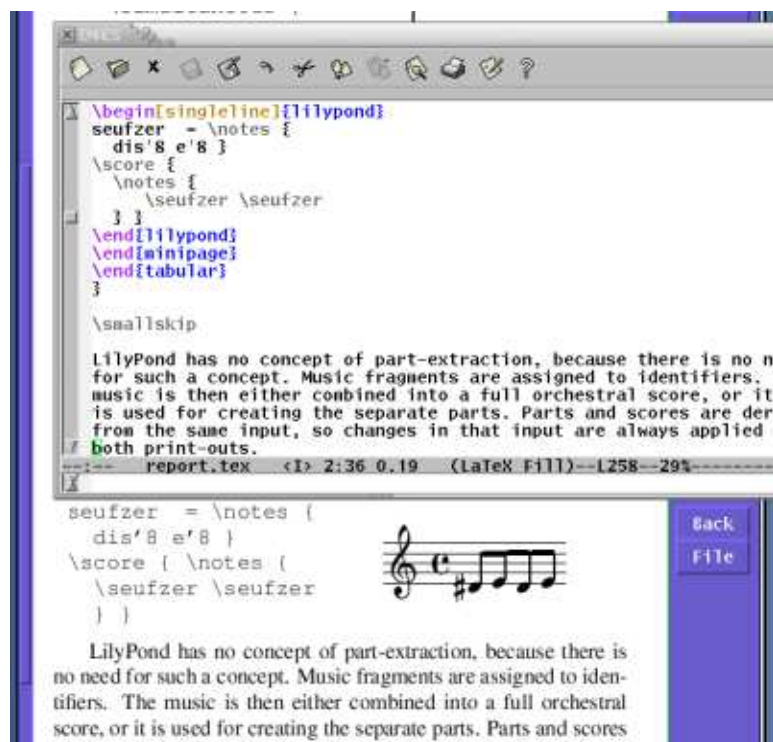 \begin[singleline]{lilypond}
seufzer = \notes {
dis'8 e'8 }
\score {
\notes {
\seufzer \seufzer
} }
\end{lilypond}
\end{minipage}
\end{tabular}
}
\smallskip
LilyPond has no concept of part-extraction, because there is no n
for such a concept. Music fragments are assigned to identifiers.
music is then either combined into a full orchestral score, or it
is used for creating the separate parts. Parts and scores are der
from the same input, so changes in that input are always applied
both print-outs.
--:-- report.tex <I> 2:36 0.19 (LaTeX Fill)--L258--29%--------
seufzer = \notes {
dis'8 e'8 }
\score { \notes {
\seufzer \seufzer
} }
Back
File
LilyPond has no concept of part-extraction, because there is
no need for such a concept. Music fragments are assigned to iden-
tifiers. The music is then either combined into a full orchestral
score, or it is used for creating the separate parts. Parts and scores